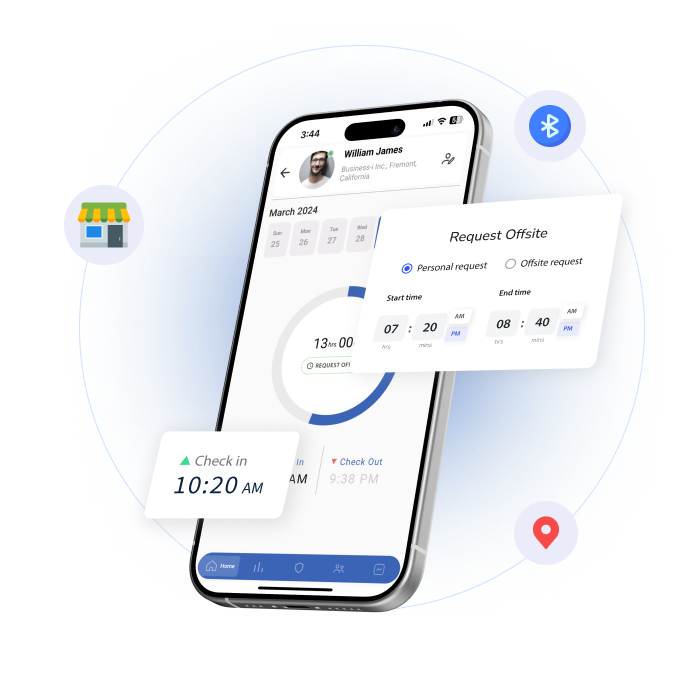 3:44
William James
Business-i Inc., Fremont,
California
March 2024
Sun Mon Tue Wed
25 26 27 28
Request Offsite
Personal request Offsite request
Start time End time
07 : 20 AM PM 08 : 40 AM PM
hrs mins hrs mins
13 hrs 00
REQUEST OF
Check in
10:20 AM
In
AM
Check Out
9:38 PM
Home